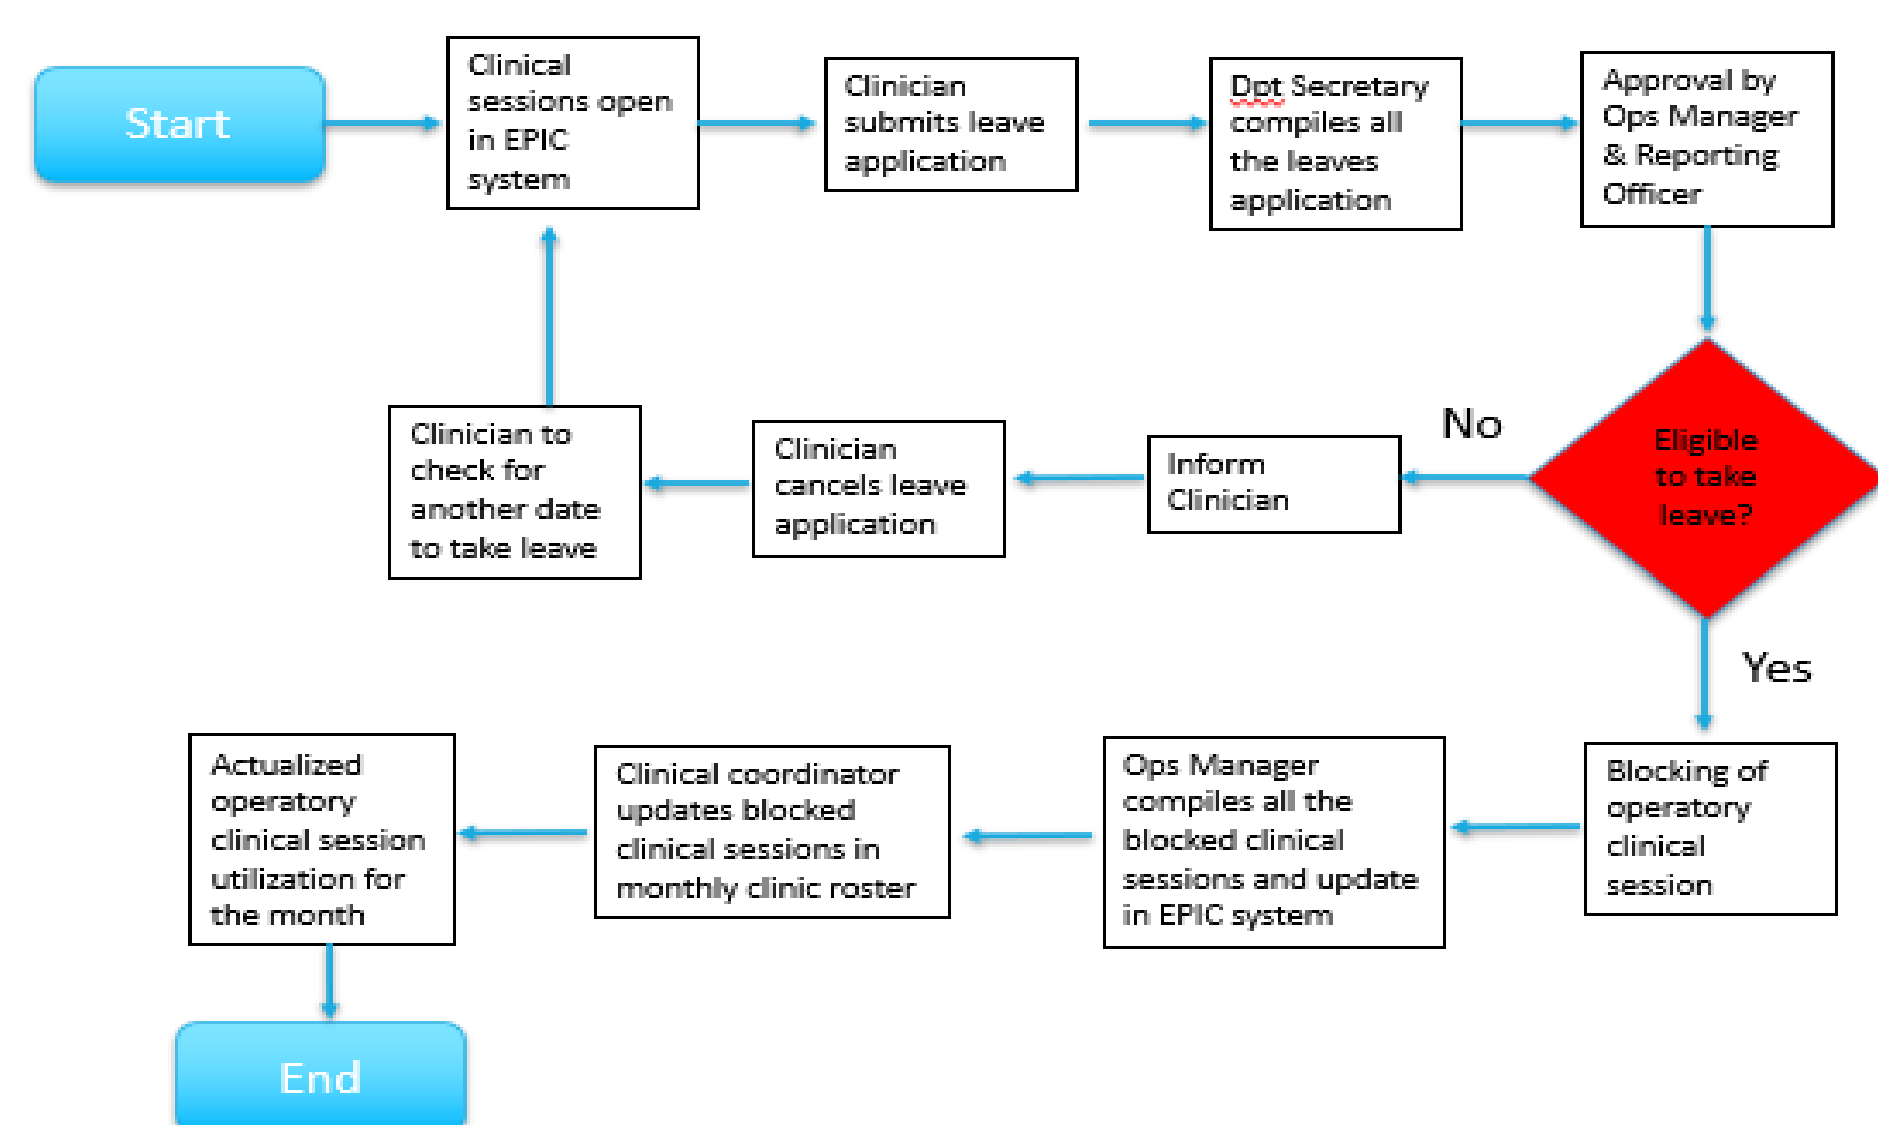 Start
Clinical
sessions open
in EPIC
system
Clinician
submits leave
application
Dpt Secretary
compiles all
the leaves
application
Approval by
Ops Manager
& Reporting
Officer
Eligible
to take
leave?
No
Inform
Clinician
Clinician
cancels leave
application
Clinician to
check for
another date
to take leave
Yes
Blocking of
operatory
clinical
session
Ops Manager
compiles all the
blocked clinical
sessions and update
in EPIC system
Clinical coordinator
updates blocked
clinical sessions in
monthly clinic roster
Actualized
operatory
clinical session
utilization for
the month
End